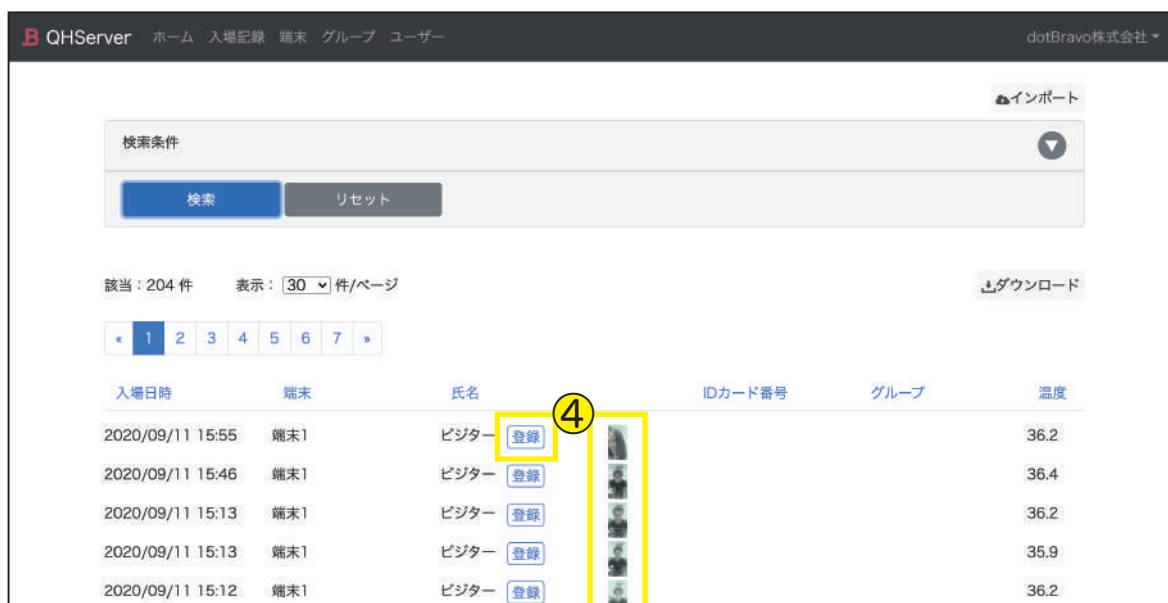 B QHServer ホーム 入場記録 端末 グループ ユーザー dotBravo株式会社
インポート
検索条件
検索 リセット
該当：204 件 表示： 30 件/ページ
ダウンロード
« 1 2 3 4 5 6 7 »
入場日時 端末 氏名 IDカード番号 グループ 温度
④
2020/09/11 15:55 端末1 ビジター 登録 36.2
2020/09/11 15:46 端末1 ビジター 登録 36.4
2020/09/11 15:13 端末1 ビジター 登録 36.2
2020/09/11 15:13 端末1 ビジター 登録 35.9
2020/09/11 15:12 端末1 ビジター 登録 36.2